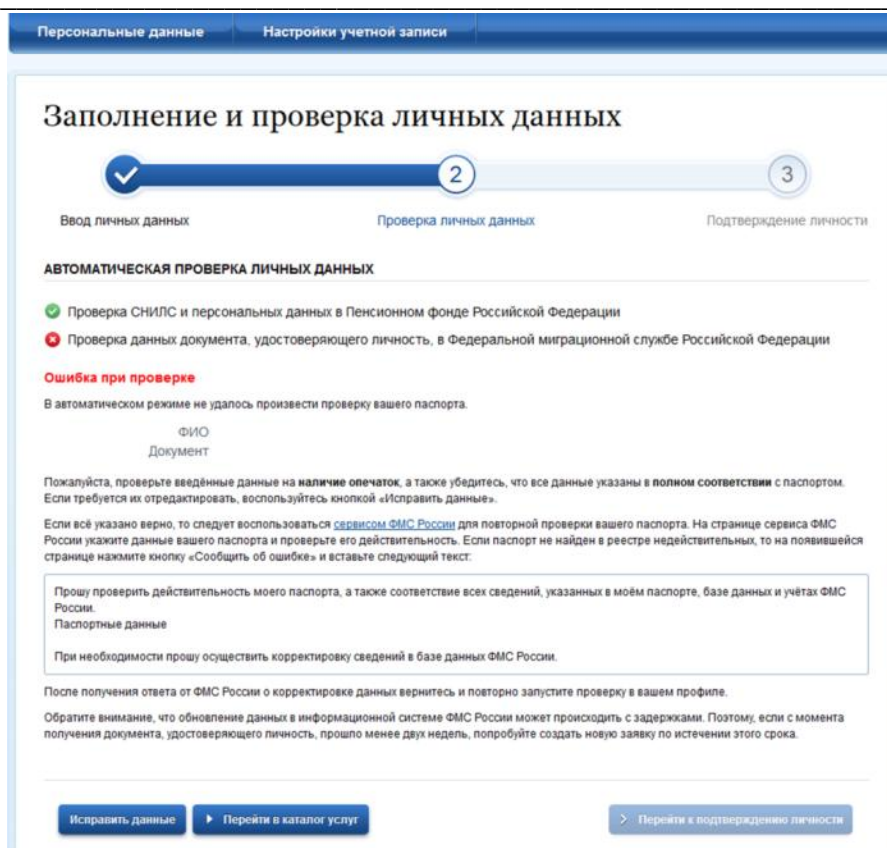 Персональные данные
Настройки учетной записи
Заполнение и проверка личных данных
2
3
Ввод личных данных
Проверка личных данных
Подтверждение личности
АВТОМАТИЧЕСКАЯ ПРОВЕРКА ЛИЧНЫХ ДАННЫХ
Проверка СНИЛС и персональных данных в Пенсионном фонде Российской Федерации
Проверка данных документа, удостоверяющего личность, в Федеральной миграционной службе Российской Федерации
Ошибка при проверке
В автоматическом режиме не удалось произвести проверку вашего паспорта.
ФИО
Документ
Пожалуйста, проверьте введённые данные на наличие опечаток, а также убедитесь, что все данные указаны в полном соответствии с паспортом.
Если требуется их отредактировать, воспользуйтесь кнопкой «Исправить данные».
Если всё указано верно, то следует воспользоваться сервисом ФМС России для повторной проверки вашего паспорта. На странице сервиса ФМС
России укажите данные вашего паспорта и проверьте его действительность. Если паспорт не найден в реестре недействительных, то на появившейся
странице нажмите кнопку «Сообщить об ошибке» и вставьте следующий текст:
Прошу проверить действительность моего паспорта, а также соответствие всех сведений, указанных в моём паспорте, базе данных и учётах ФМС
России.
Паспортные данные
При необходимости прошу осуществить корректировку сведений в базе данных ФМС России.
После получения ответа от ФМС России о корректировке данных вернитесь и повторно запустите проверку в вашем профиле.
Обратите внимание, что обновление данных в информационной системе ФМС России может происходить с задержками. Поэтому, если с момента
получения документа, удостоверяющего личность, прошло менее двух недель, попробуйте создать новую заявку по истечении этого срока.
Исправить данные
Перейти в каталог услуг
Перейти к подтверждению личности